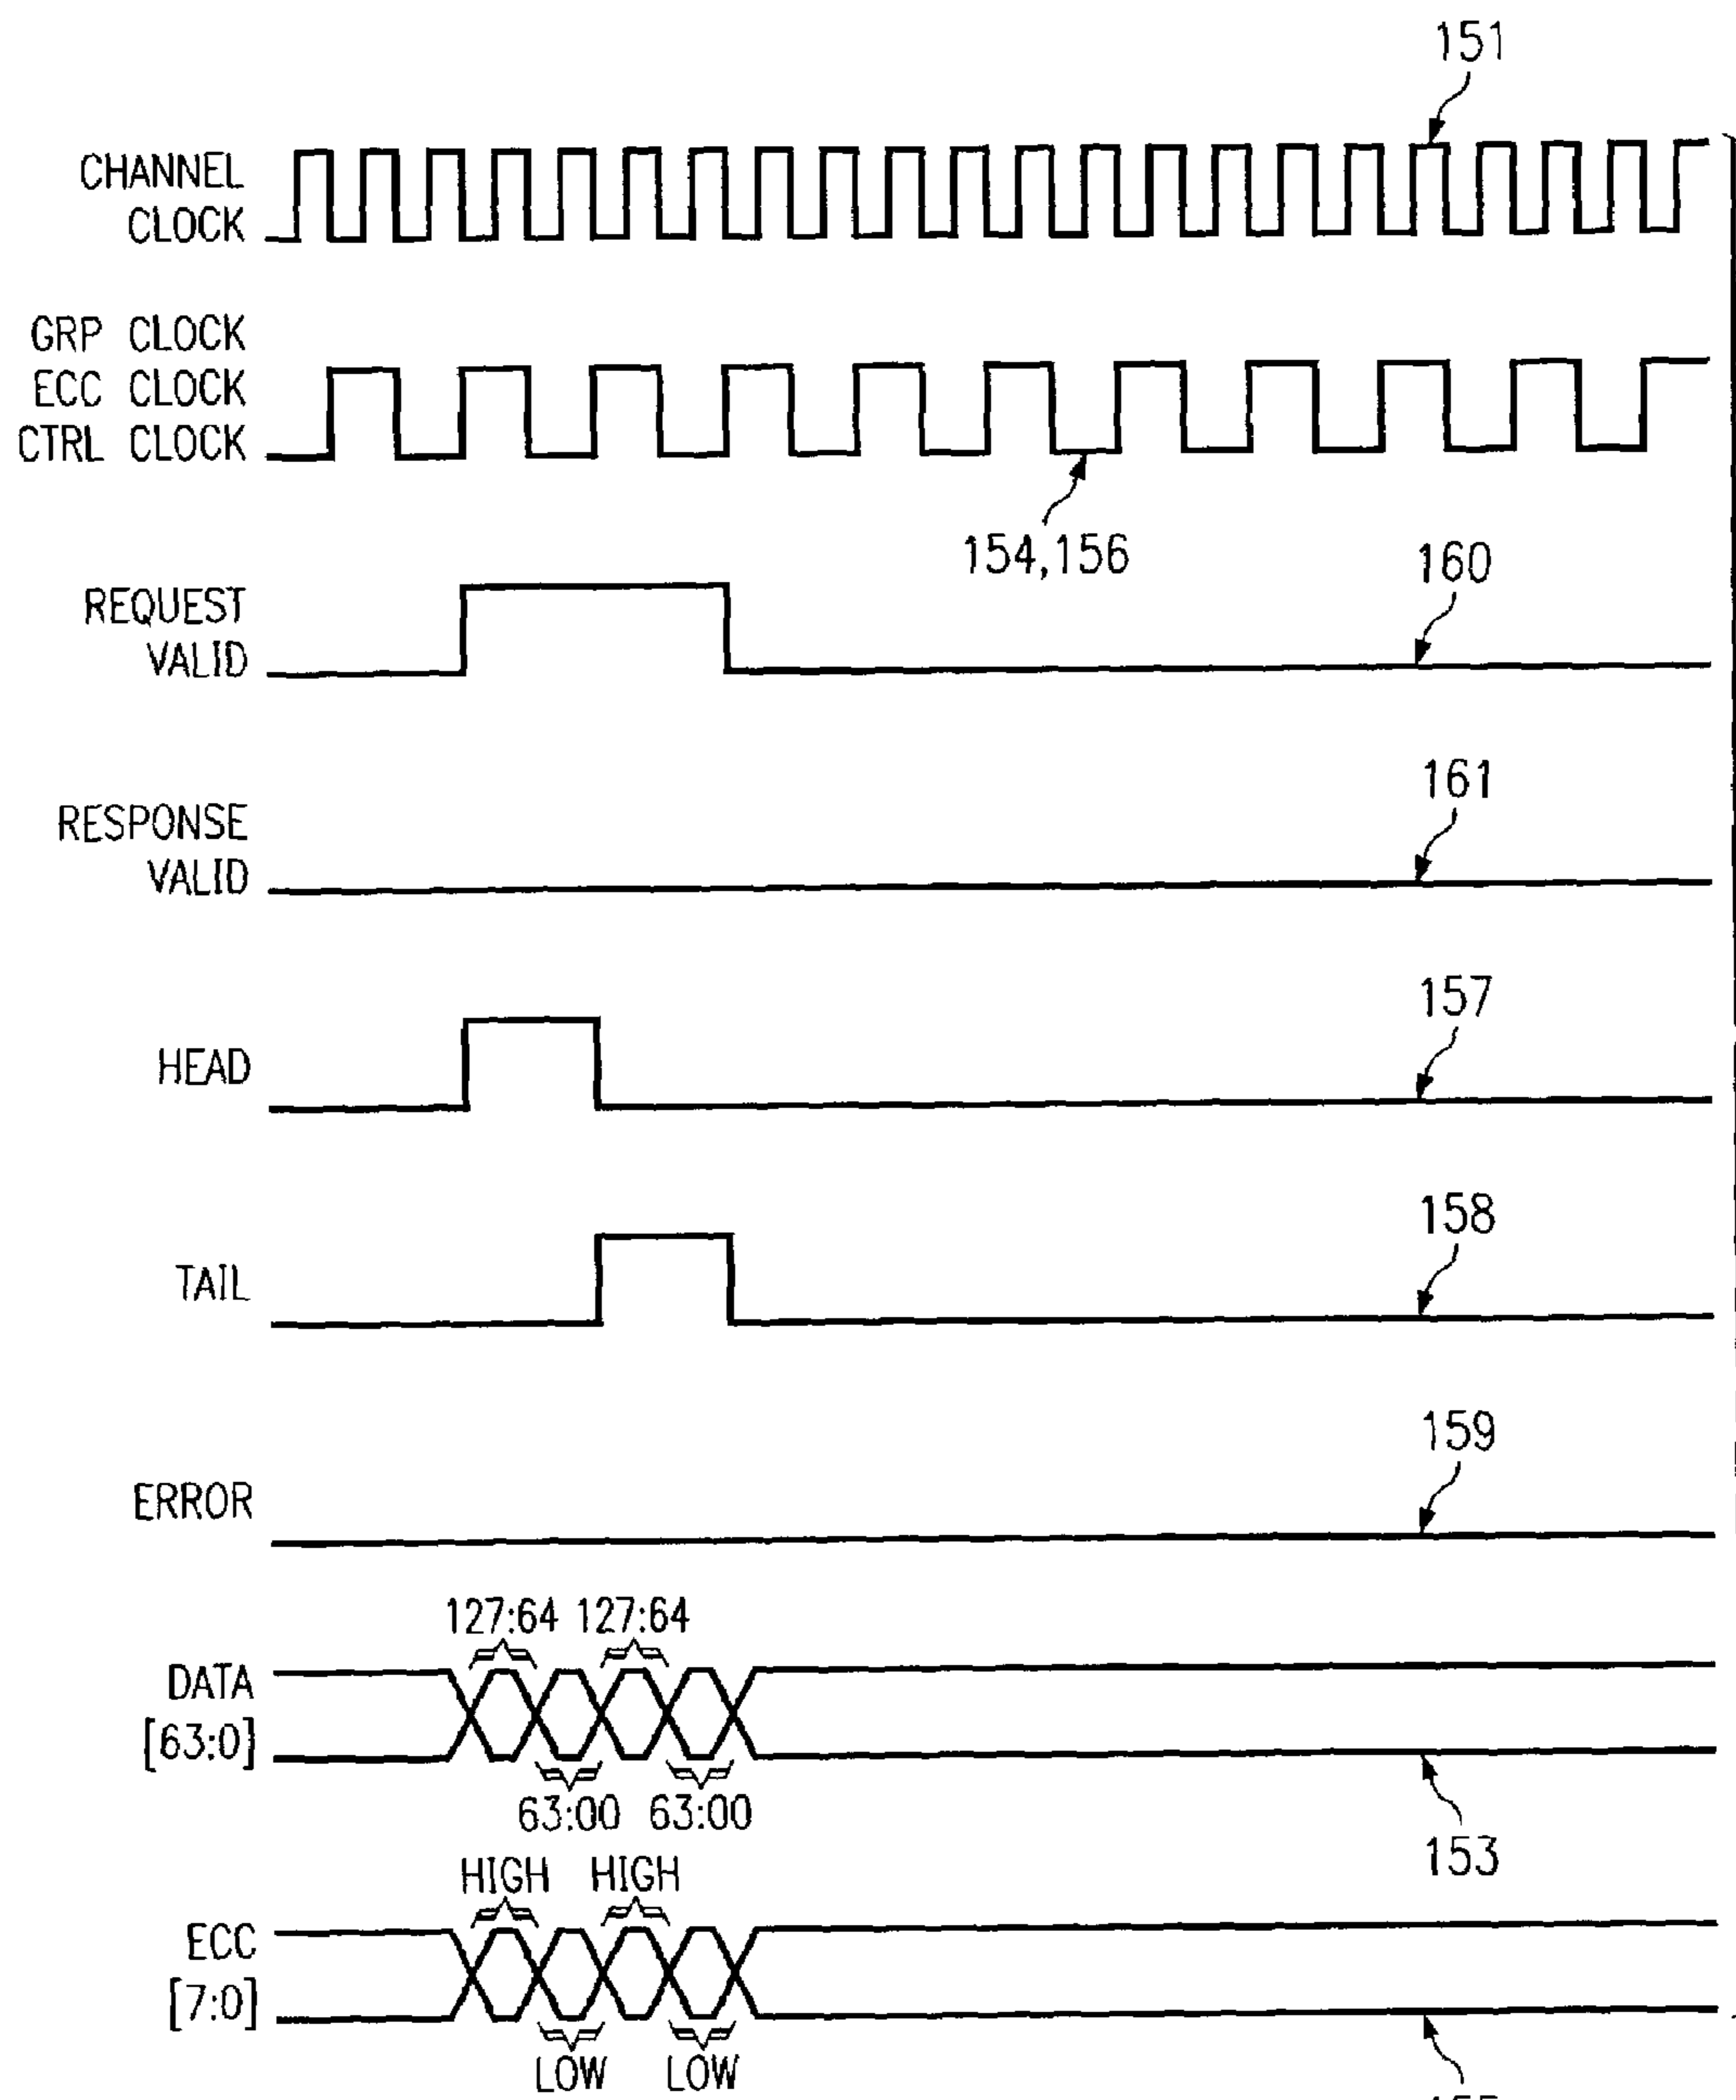 151
CHANNEL
CLOCK
GRP CLOCK
ECC CLOCK
CTRL CLOCK
154,156
REQUEST
VALID
160
RESPONSE
VALID
161
HEAD
157
TAIL
158
ERROR
159
127:64 127:64
DATA
[63:0]
63:00 63:00
153
HIGH HIGH
ECC
[7:0]
LOW LOW